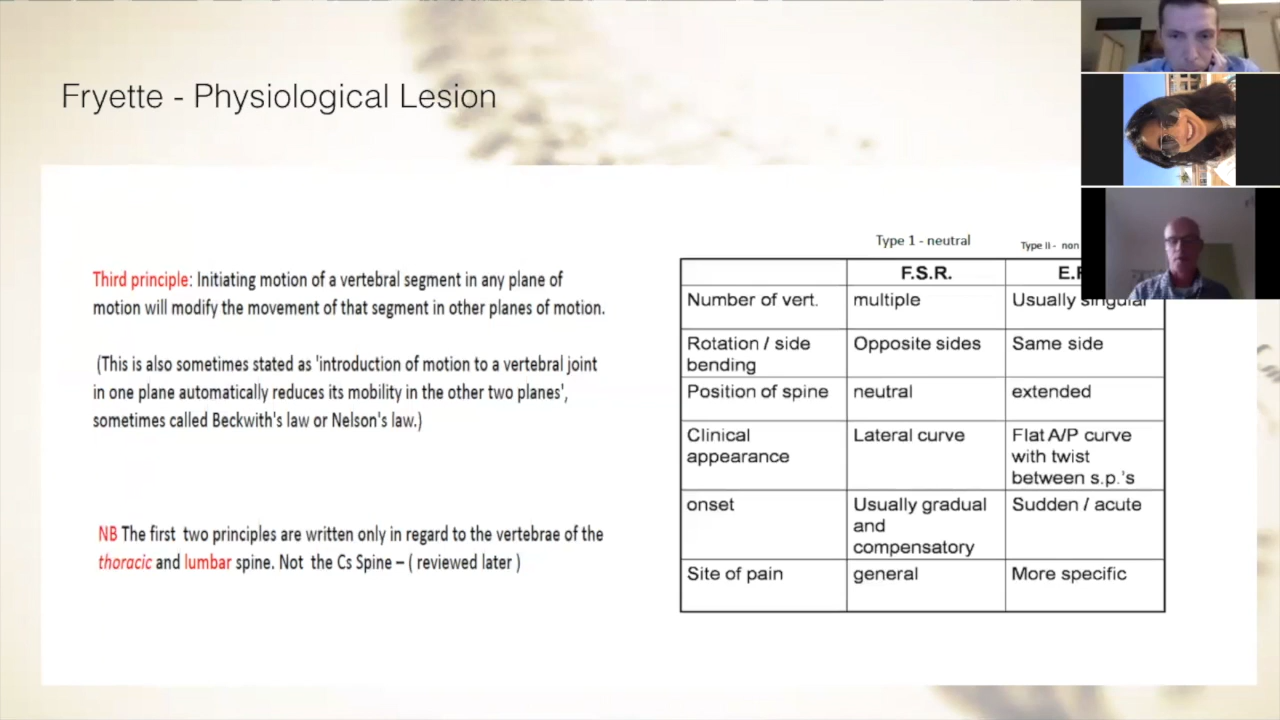 Fryette - Physiological Lesion
Third principle: Initiating motion of a vertebral segment in any plane of
motion will modify the movement of that segment in other planes of motion.
(This is also sometimes stated as 'introduction of motion to a vertebral joint
in one plane automatically reduces its mobility in the other two planes',
sometimes called Beckwith's law or Nelson's law.)
NB The first two principles are written only in regard to the vertebrae of the
thoracic and lumbar spine. Not the Cs Spine – ( reviewed later )
Type 1 - neutral
Type II - non
F.S.R.
Number of vert.
multiple
Usually singular
Rotation / side
bending
Opposite sides
Same side
Position of spine
neutral
extended
Clinical
appearance
Lateral curve
Flat A/P curve
with twist
between s.p.'s
onset
Usually gradual
and
compensatory
Sudden / acute
Site of pain
general
More specific